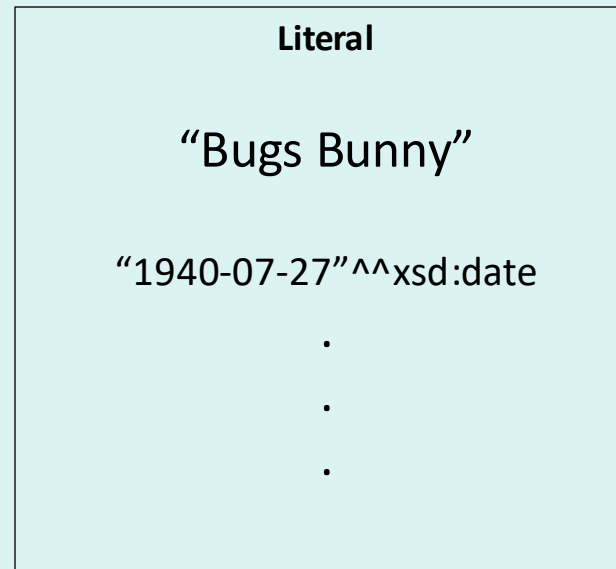 Literal
“Bugs Bunny”
“1940-07-27”^^xsd:date
.
.
.